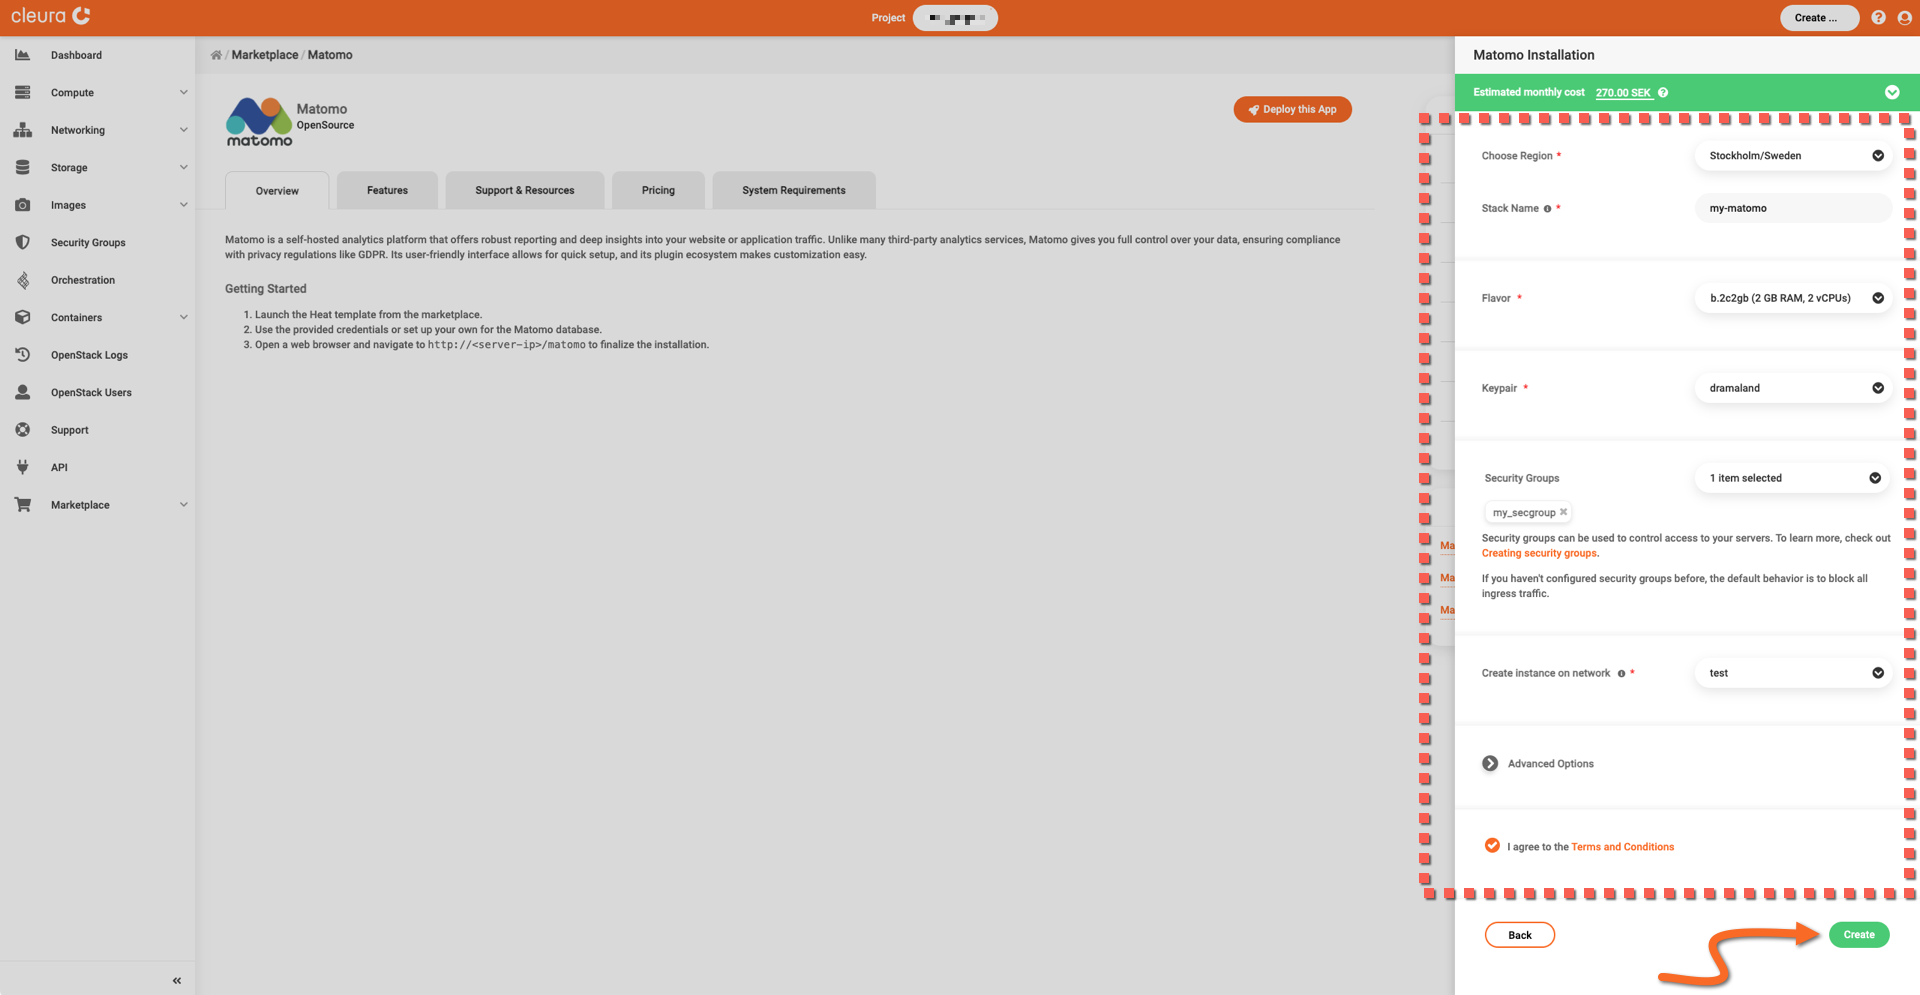 cleura
Project
Create ...
Dashboard
Compute
Networking
Storage
Images
Security Groups
Orchestration
Containers
OpenStack Logs
OpenStack Users
Support
API
Marketplace
«
/ Marketplace / Matomo
matomo
Matomo
OpenSource
Deploy this App
Overview
Features
Support & Resources
Pricing
System Requirements
Matomo is a self-hosted analytics platform that offers robust reporting and deep insights into your website or application traffic. Unlike many third-party analytics services, Matomo gives you full control over your data, ensuring compliance
with privacy regulations like GDPR. Its user-friendly interface allows for quick setup, and its plugin ecosystem makes customization easy.
Getting Started
1. Launch the Heat template from the marketplace.
2. Use the provided credentials or set up your own for the Matomo database.
3. Open a web browser and navigate to http://<server-ip>/matomo to finalize the installation.
Ma
Ma
Ma
Matomo Installation
Estimated monthly cost 270.00 SEK
Choose Region *
Stockholm/Sweden
Stack Name *
my-matomo
Flavor *
b.2c2gb (2 GB RAM, 2 vCPUs)
Keypair *
dramaland
Security Groups
1 item selected
my_secgroup
Security groups can be used to control access to your servers. To learn more, check out
Creating security groups.
If you haven't configured security groups before, the default behavior is to block all
ingress traffic.
Create instance on network *
test
Advanced Options
I agree to the Terms and Conditions
Back
Create